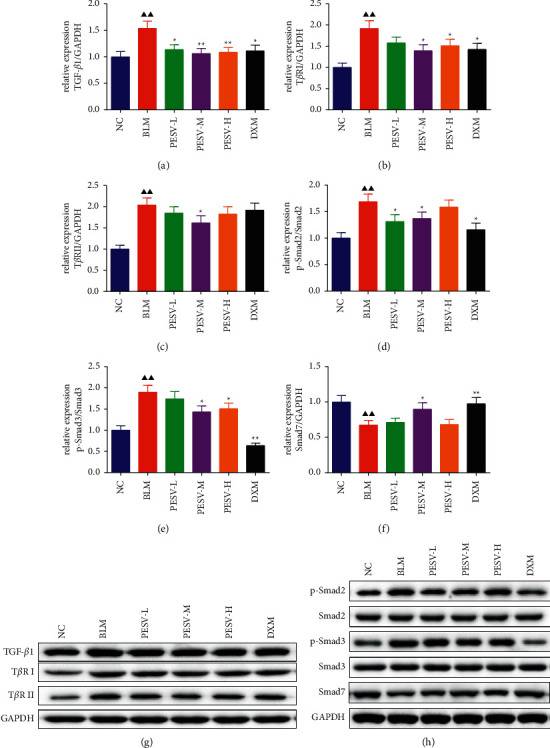 relative expression
TGF-β1/GAPDH
2.0
1.5
1.0
0.5
0.0
▲▲
*
**
**
*
NC
BLM
PESV-L
PESV-M
PESV-H
DXM
(a)
relative expression
TβRI/GAPDH
2.5
2.0
1.5
1.0
0.5
0.0
▲▲
*
*
*
NC
BLM
PESV-L
PESV-M
PESV-H
DXM
(b)
relative expression
TβRII/GAPDH
2.5
2.0
1.5
1.0
0.5
0.0
▲▲
*
NC
BLM
PESV-L
PESV-M
PESV-H
DXM
(c)
relative expression
p-Smad2/Smad2
2.0
1.5
1.0
0.5
0.0
▲▲
*
*
*
NC
BLM
PESV-L
PESV-M
PESV-H
DXM
(d)
relative expression
p-Smad3/Smad3
2.5
2.0
1.5
1.0
0.5
0.0
▲▲
*
*
**
NC
BLM
PESV-L
PESV-M
PESV-H
DXM
(e)
relative expression
Smad7/GAPDH
1.5
1.0
0.5
0.0
▲▲
*
**
NC
BLM
PESV-L
PESV-M
PESV-H
DXM
(f)
NC
BLM
PESV-L
PESV-M
PESV-H
DXM
TGF-β1
TβR I
TβR II
GAPDH
(g)
NC
BLM
PESV-L
PESV-M
PESV-H
DXM
p-Smad2
Smad2
p-Smad3
Smad3
Smad7
GAPDH
(h)